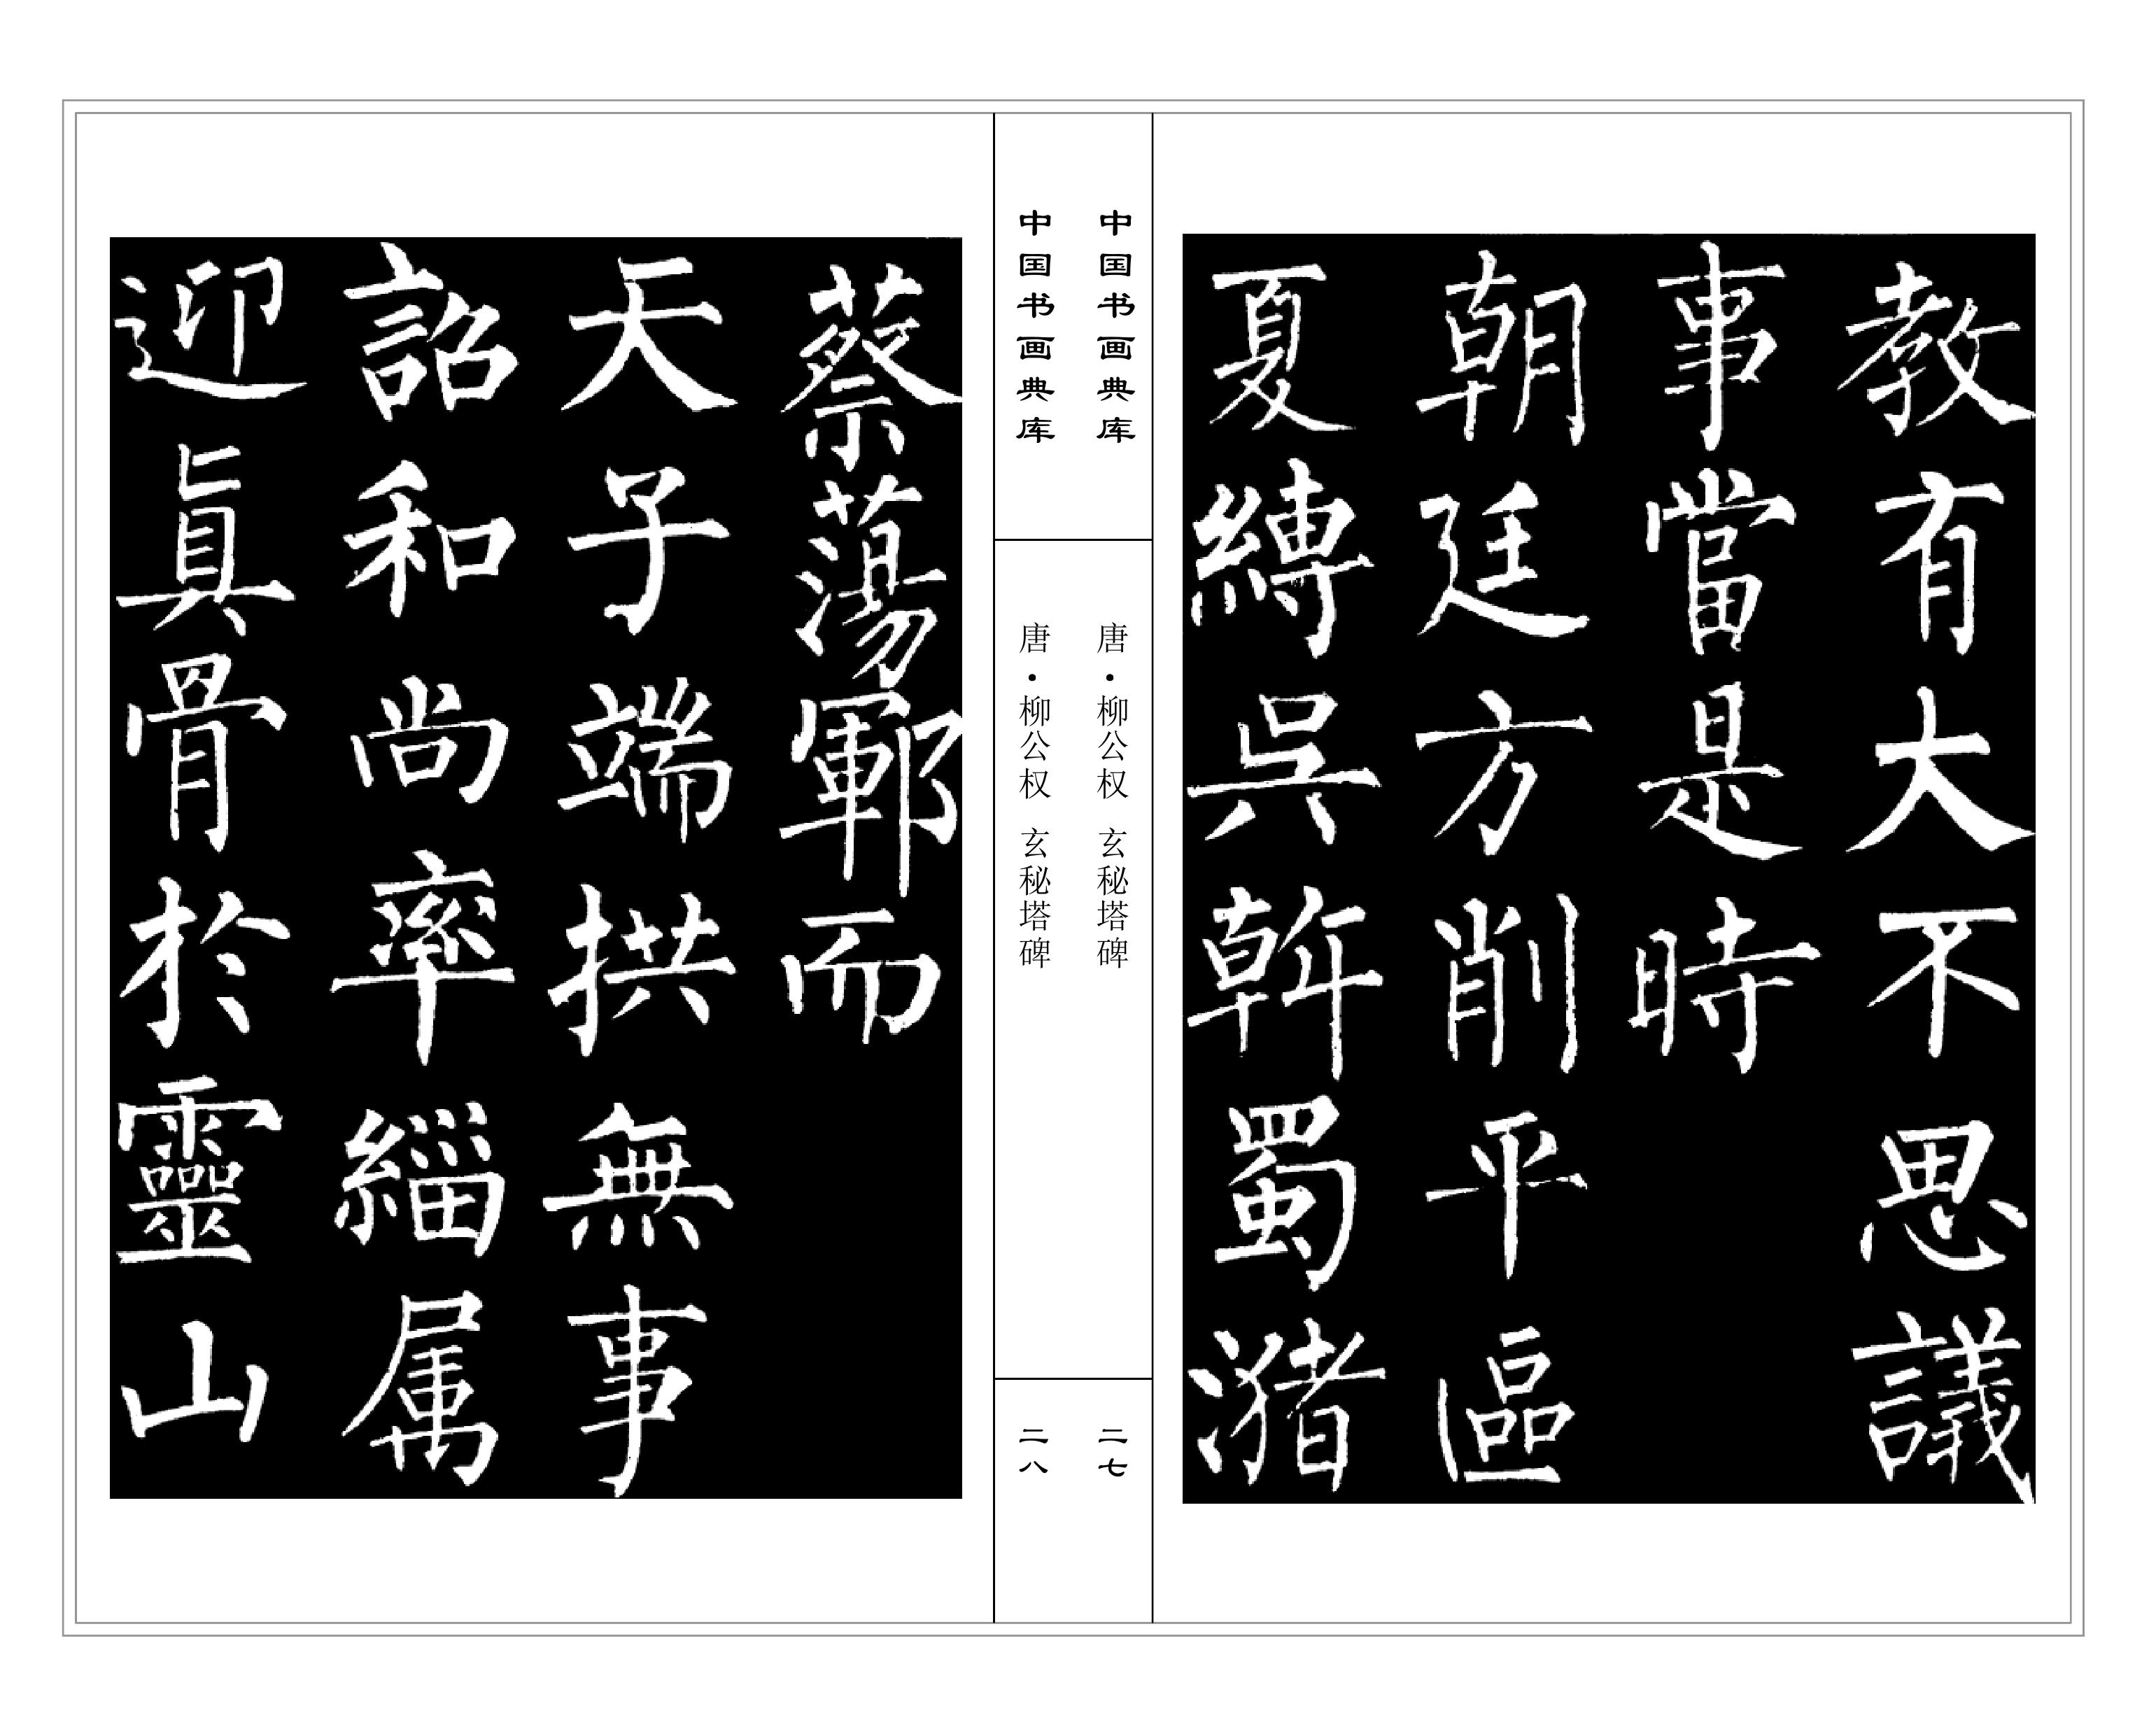 教有大不思議
事當是時
朝廷方削平區
夏縛吳斡蜀潴
中国书画典库
唐·柳公权 玄秘塔碑
二七
中国书画典库
唐·柳公权 玄秘塔碑
二八
蔡蕩鄆而
天子端拱無事
詔和尚率緇属
迎真骨於靈山